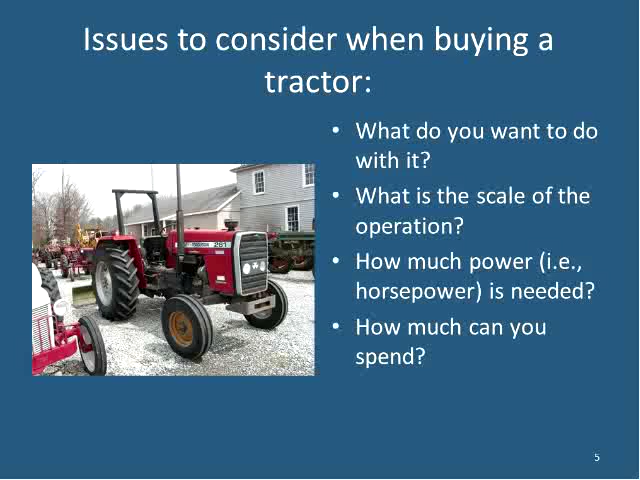 Issues to consider when buying a
tractor:
• What do you want to do
with it?
• What is the scale of the
operation?
• How much power (i.e.,
horsepower) is needed?
• How much can you
spend?
281
5